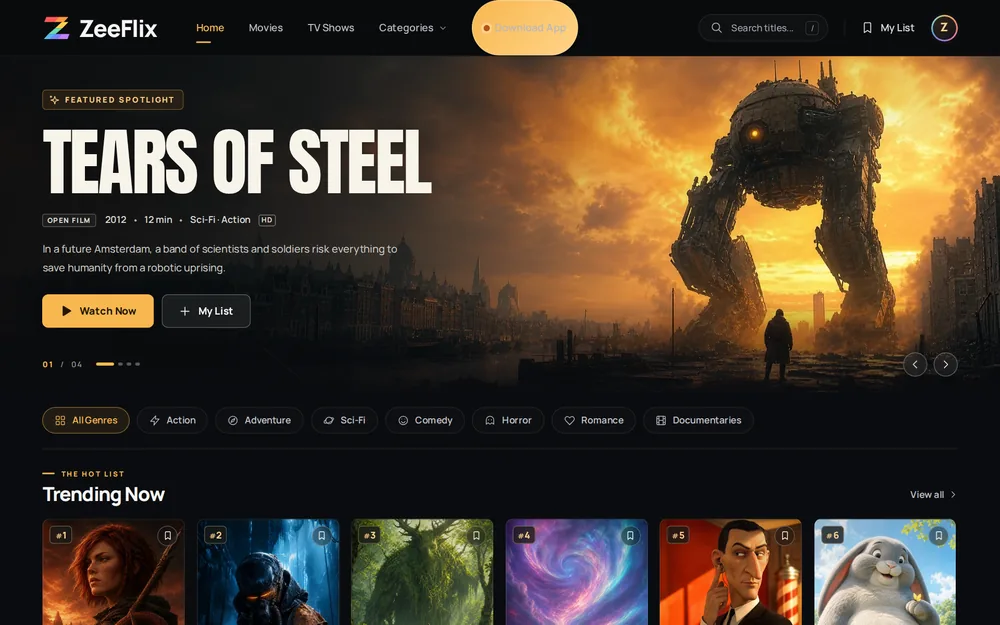 ZeeFlix
Home
Movies
TV Shows
Categories
Download App
Search titles...
/
My List
Z
FEATURED SPOTLIGHT
TEARS OF STEEL
OPEN FILM 2012 • 12 min • Sci-Fi · Action HD
In a future Amsterdam, a band of scientists and soldiers risk everything to
save humanity from a robotic uprising.
Watch Now
My List
01 / 04
All Genres
Action
Adventure
Sci-Fi
Comedy
Horror
Romance
Documentaries
THE HOT LIST
Trending Now
View all
#1
#2
#3
#4
#5
#6